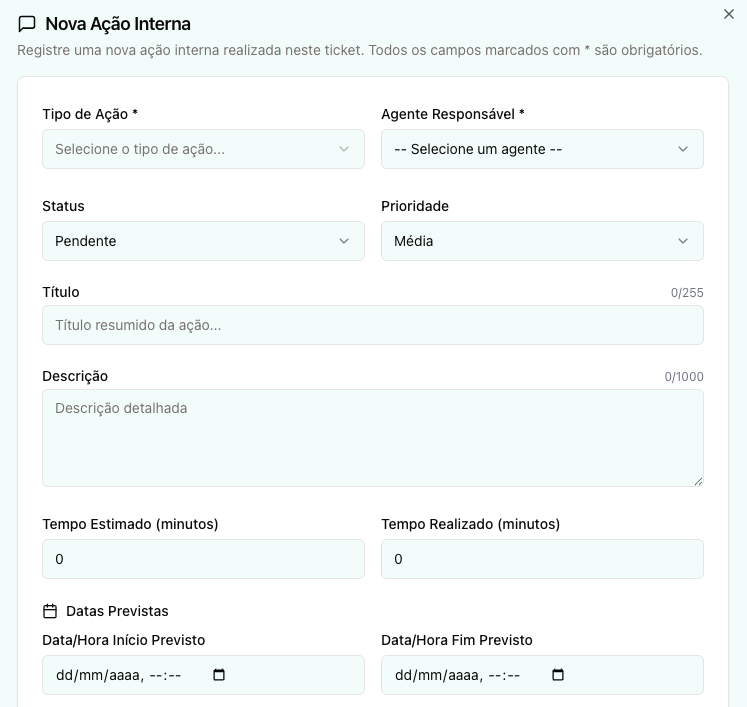 Nova Ação Interna
Registre uma nova ação interna realizada neste ticket. Todos os campos marcados com * são obrigatórios.
Tipo de Ação *
Agente Responsável *
Selecione o tipo de ação...
-- Selecione um agente --
Status
Prioridade
Pendente
Média
Título
0/255
Título resumido da ação...
Descrição
0/1000
Descrição detalhada
Tempo Estimado (minutos)
Tempo Realizado (minutos)
0
0
Datas Previstas
Data/Hora Início Previsto
Data/Hora Fim Previsto
dd/mm/aaaa, --:--
dd/mm/aaaa, --:--